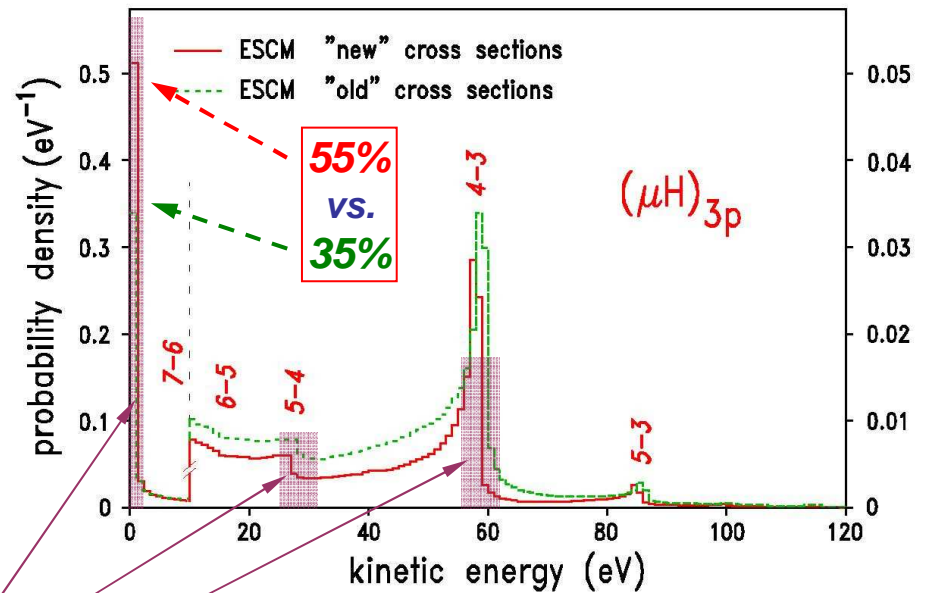 ESCM "new" cross sections
ESCM "old" cross sections
55%
vs.
35%
(μH)3p
7–6
6–5
5–4
4–3
5–3
probability density (eV⁻¹)
0.5
0.4
0.3
0.2
0.1
0
0.05
0.04
0.03
0.02
0.01
0
0 20 40 60 80 100 120
kinetic energy (eV)